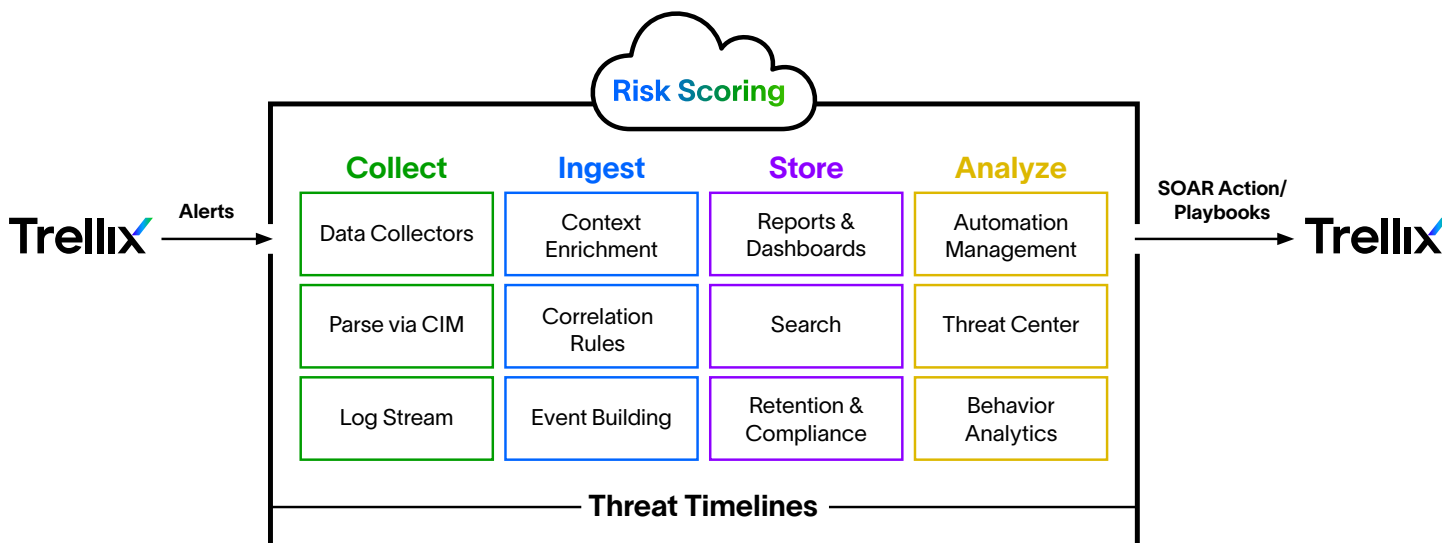 Risk Scoring
Collect
Ingest
Store
Analyze
Trellix
Alerts
Data Collectors
Context
Enrichment
Reports &
Dashboards
Automation
Management
SOAR Action/
Playbooks
Trellix
Parse via CIM
Correlation
Rules
Search
Threat Center
Log Stream
Event Building
Retention &
Compliance
Behavior
Analytics
Threat Timelines